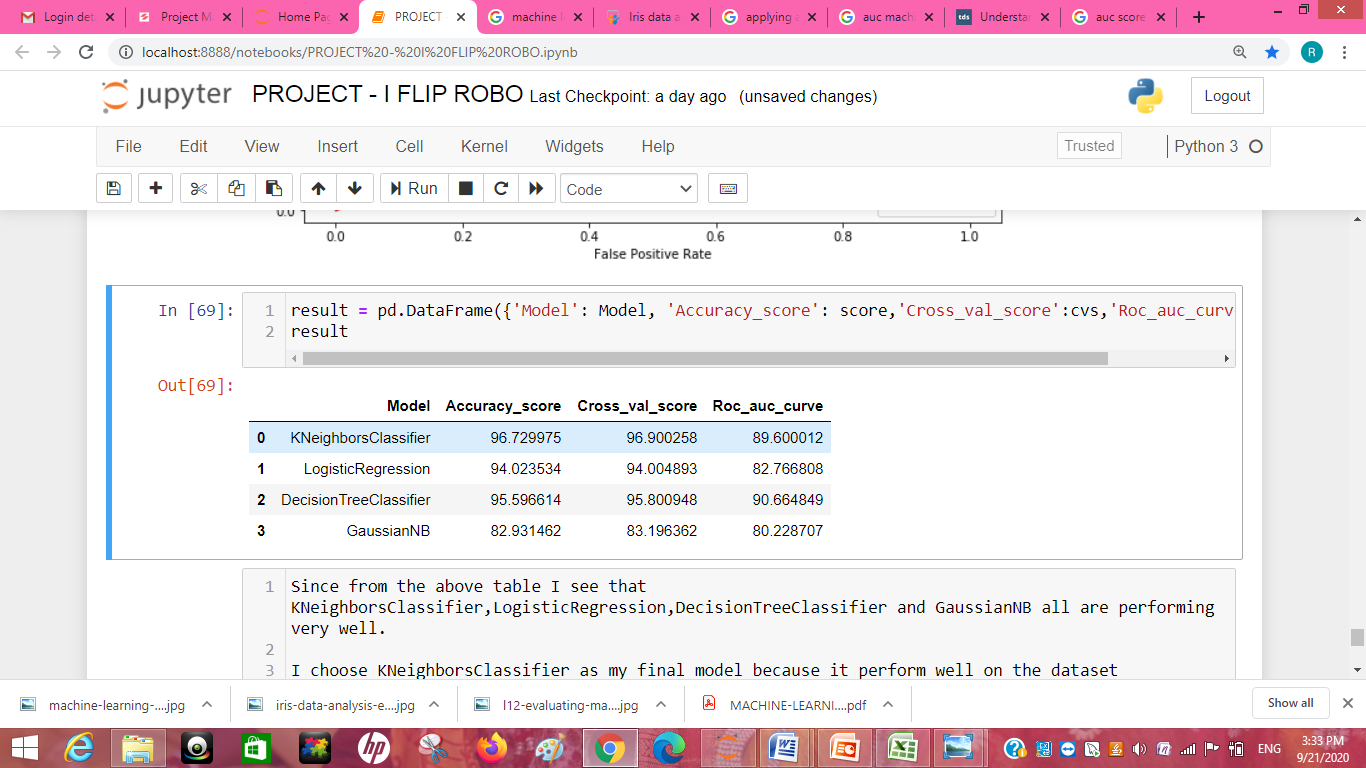 Login det
Project M
Home Pag
PROJECT
machine l
Iris data a
applying
auc mach
tds Understa
auc score
localhost:8888/notebooks/PROJECT%20-%20I%20FLIP%20ROBO.ipynb
R
jupyter PROJECT - I FLIP ROBO Last Checkpoint: a day ago (unsaved changes)
Logout
File Edit View Insert Cell Kernel Widgets Help
Trusted
Python 3
Run
Code
0.0
0.0 0.2 0.4 0.6 0.8 1.0
False Positive Rate
In [69]:
1 result = pd.DataFrame({'Model': Model, 'Accuracy_score': score,'Cross_val_score':cvs,'Roc_auc_curv
2 result
Out[69]:
Model Accuracy_score Cross_val_score Roc_auc_curve
0 KNeighborsClassifier 96.729975 96.900258 89.600012
1 LogisticRegression 94.023534 94.004893 82.766808
2 DecisionTreeClassifier 95.596614 95.800948 90.664849
3 GaussianNB 82.931462 83.196362 80.228707
1 Since from the above table I see that
KNeighborsClassifier,LogisticRegression,DecisionTreeClassifier and GaussianNB all are performing
very well.
2
3 I choose KNeighborsClassifier as my final model because it perform well on the dataset
machine-learning-....jpg
iris-data-analysis-e....jpg
l12-evaluating-ma....jpg
MACHINE-LEARNI....pdf
Show all
hp
ENG
3:33 PM
9/21/2020